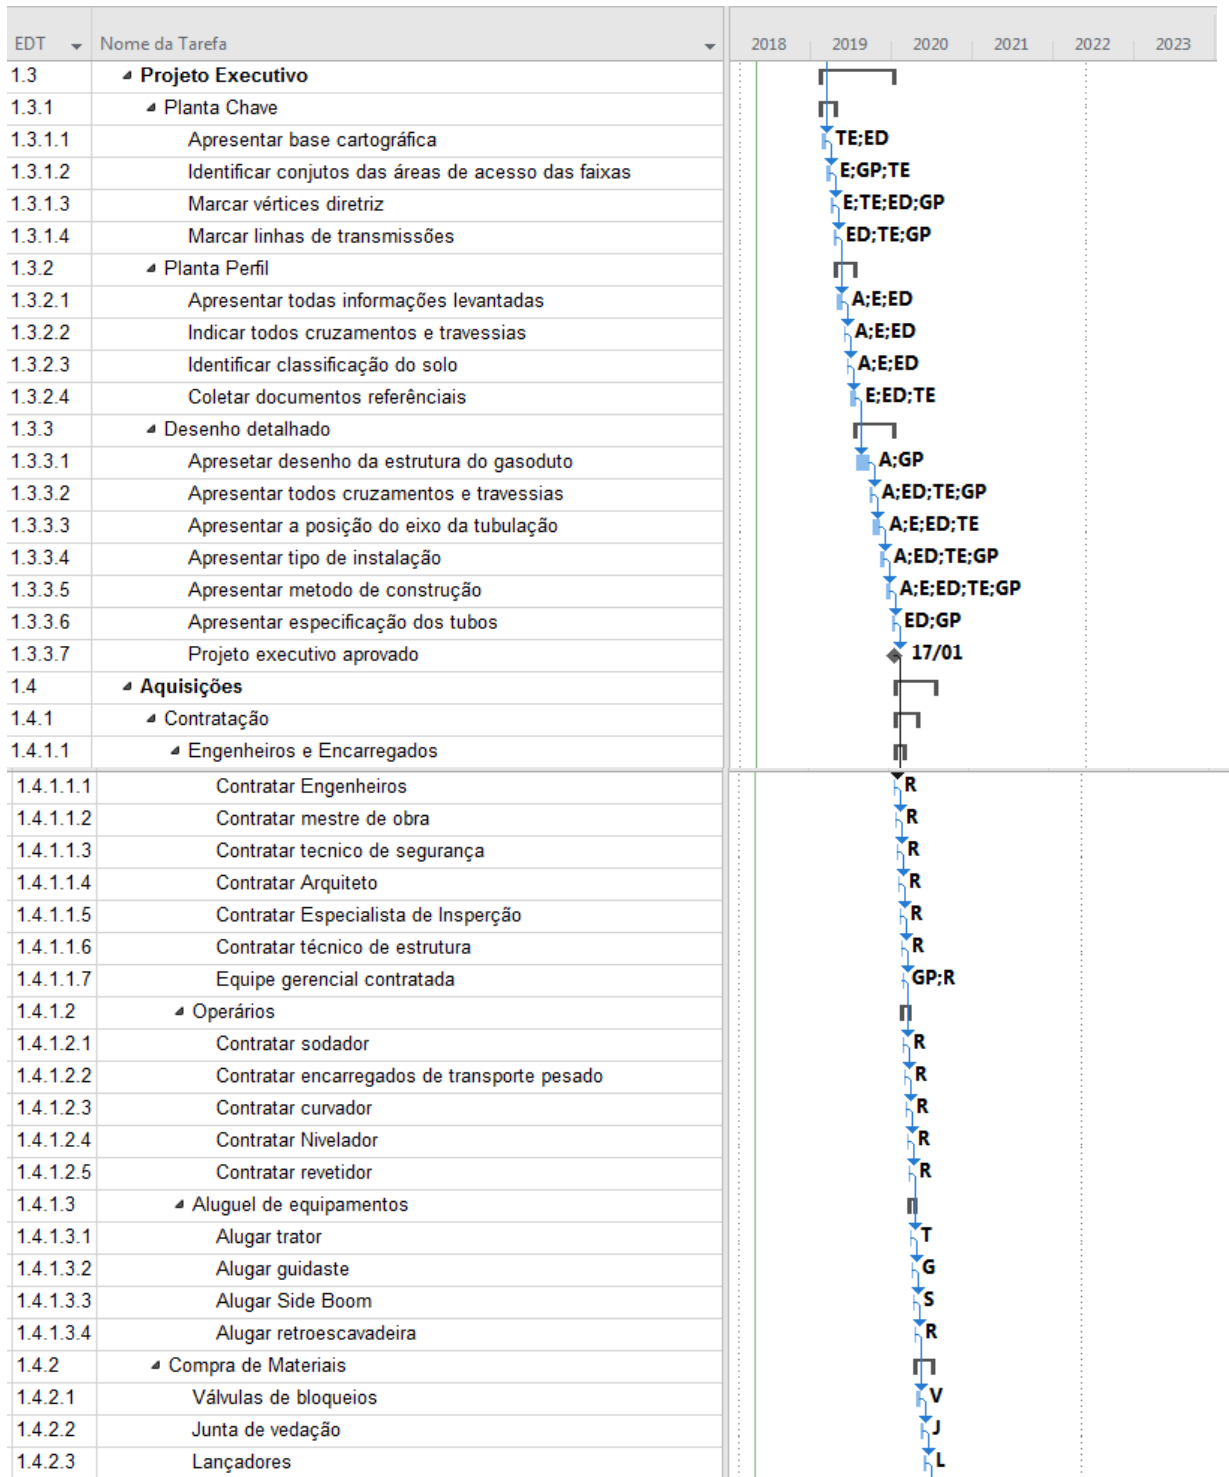 EDT Nome da Tarefa 2018 2019 2020 2021 2022 2023
1.3 Projeto Executivo
1.3.1 Planta Chave
1.3.1.1 Apresentar base cartográfica TE;ED
1.3.1.2 Identificar conjutos das áreas de acesso das faixas E;GP;TE
1.3.1.3 Marcar vértices diretriz E;TE;ED;GP
1.3.1.4 Marcar linhas de transmissões ED;TE;GP
1.3.2 Planta Perfil
1.3.2.1 Apresentar todas informações levantadas A;E;ED
1.3.2.2 Indicar todos cruzamentos e travessias A;E;ED
1.3.2.3 Identificar classificação do solo A;E;ED
1.3.2.4 Coletar documentos referênciais E;ED;TE
1.3.3 Desenho detalhado
1.3.3.1 Apresetar desenho da estrutura do gasoduto A;GP
1.3.3.2 Apresentar todos cruzamentos e travessias A;ED;TE;GP
1.3.3.3 Apresentar a posição do eixo da tubulação A;E;ED;TE
1.3.3.4 Apresentar tipo de instalação A;ED;TE;GP
1.3.3.5 Apresentar metodo de construção A;E;ED;TE;GP
1.3.3.6 Apresentar especificação dos tubos ED;GP
1.3.3.7 Projeto executivo aprovado 17/01
1.4 Aquisições
1.4.1 Contratação
1.4.1.1 Engenheiros e Encarregados
1.4.1.1.1 Contratar Engenheiros R
1.4.1.1.2 Contratar mestre de obra R
1.4.1.1.3 Contratar tecnico de segurança R
1.4.1.1.4 Contratar Arquiteto R
1.4.1.1.5 Contratar Especialista de Insperção R
1.4.1.1.6 Contratar técnico de estrutura R
1.4.1.1.7 Equipe gerencial contratada GP;R
1.4.1.2 Operários
1.4.1.2.1 Contratar sodador R
1.4.1.2.2 Contratar encarregados de transporte pesado R
1.4.1.2.3 Contratar curvador R
1.4.1.2.4 Contratar Nivelador R
1.4.1.2.5 Contratar revetidor R
1.4.1.3 Aluguel de equipamentos
1.4.1.3.1 Alugar trator T
1.4.1.3.2 Alugar guidaste G
1.4.1.3.3 Alugar Side Boom S
1.4.1.3.4 Alugar retroescavadeira R
1.4.2 Compra de Materiais
1.4.2.1 Válvulas de bloqueios V
1.4.2.2 Junta de vedação J
1.4.2.3 Lançadores L